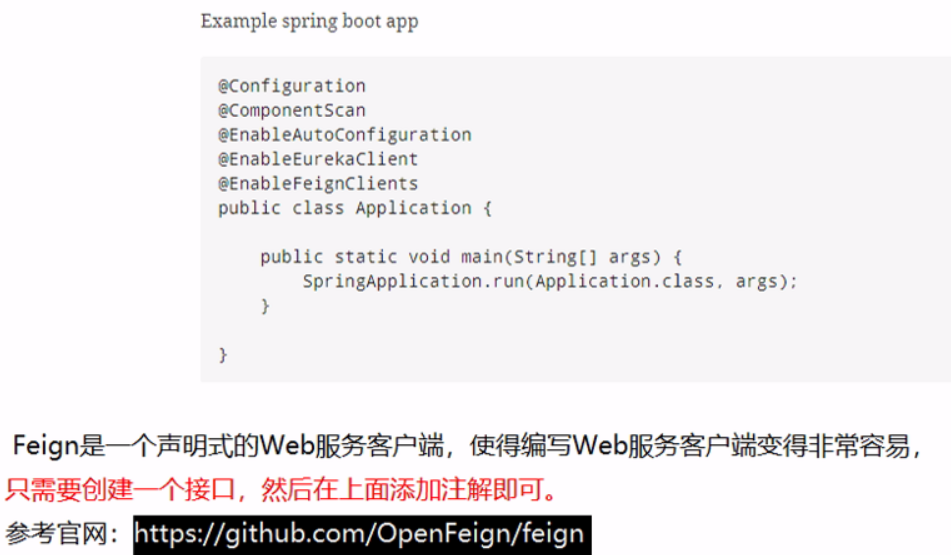 Example spring boot app
@Configuration
@ComponentScan
@EnableAutoConfiguration
@EnableEurekaClient
@EnableFeignClients
public class Application {
public static void main(String[] args) {
SpringApplication.run(Application.class, args);
}
}
Feign是一个声明式的Web服务客户端，使得编写Web服务客户端变得非常容易，
只需要创建一个接口，然后在上面添加注解即可。
参考官网：https://github.com/OpenFeign/feign